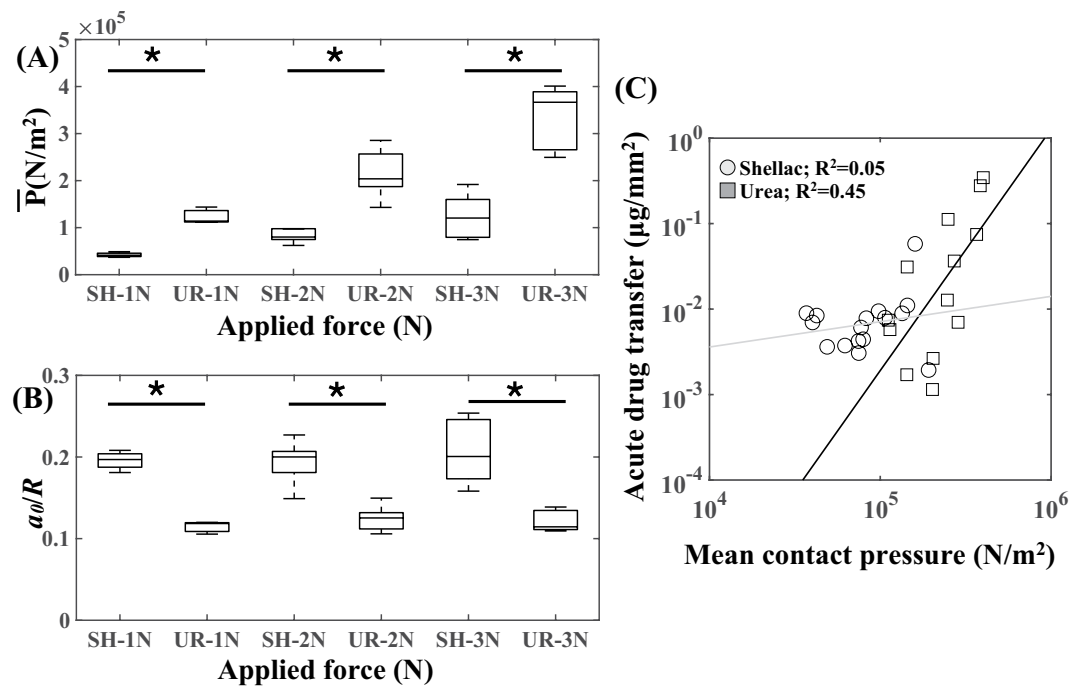 (A)
×10⁵
5
4
3
2
1
0
P̅(N/m²)
*
*
*
SH-1N UR-1N SH-2N UR-2N SH-3N UR-3N
Applied force (N)
(B)
0.3
0.2
0.1
0
a₀/R
*
*
*
SH-1N UR-1N SH-2N UR-2N SH-3N UR-3N
Applied force (N)
(C)
Acute drug transfer (µg/mm²)
10⁰
10⁻¹
10⁻²
10⁻³
10⁻⁴
Shellac; R²=0.05
Urea; R²=0.45
10⁴ 10⁵ 10⁶
Mean contact pressure (N/m²)